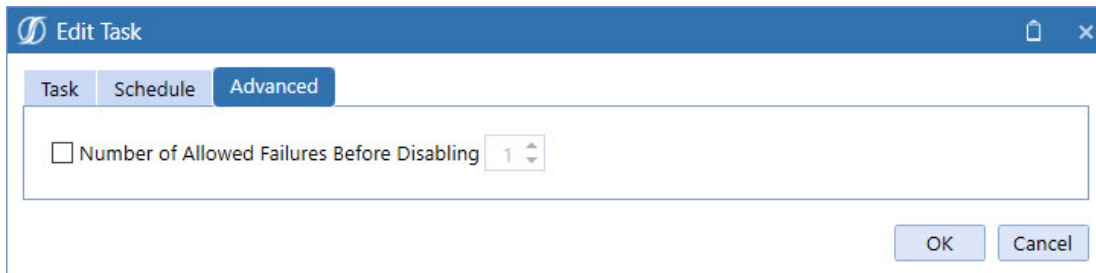 Edit Task
Task Schedule Advanced
Number of Allowed Failures Before Disabling 1
OK Cancel